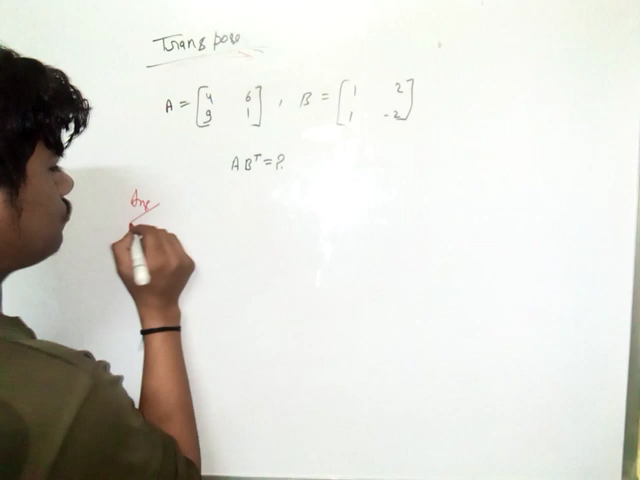 Transpose
A = [4 6], B = [1 2]
[9 1] [1 -2]
AB^T = ?
Ans